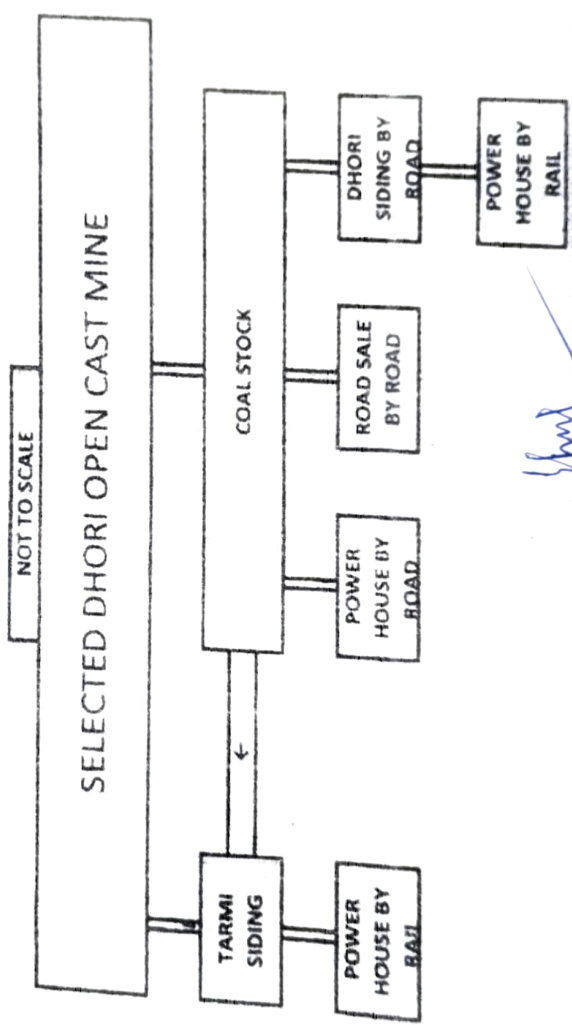 NOT TO SCALE
SELECTED DHORI OPEN CAST MINE
TARMI
SIDING
←
COAL STOCK
POWER
HOUSE BY
RAIL
POWER
HOUSE BY
ROAD
ROAD SALE
BY ROAD
DHORI
SIDING BY
ROAD
POWER
HOUSE BY
RAIL